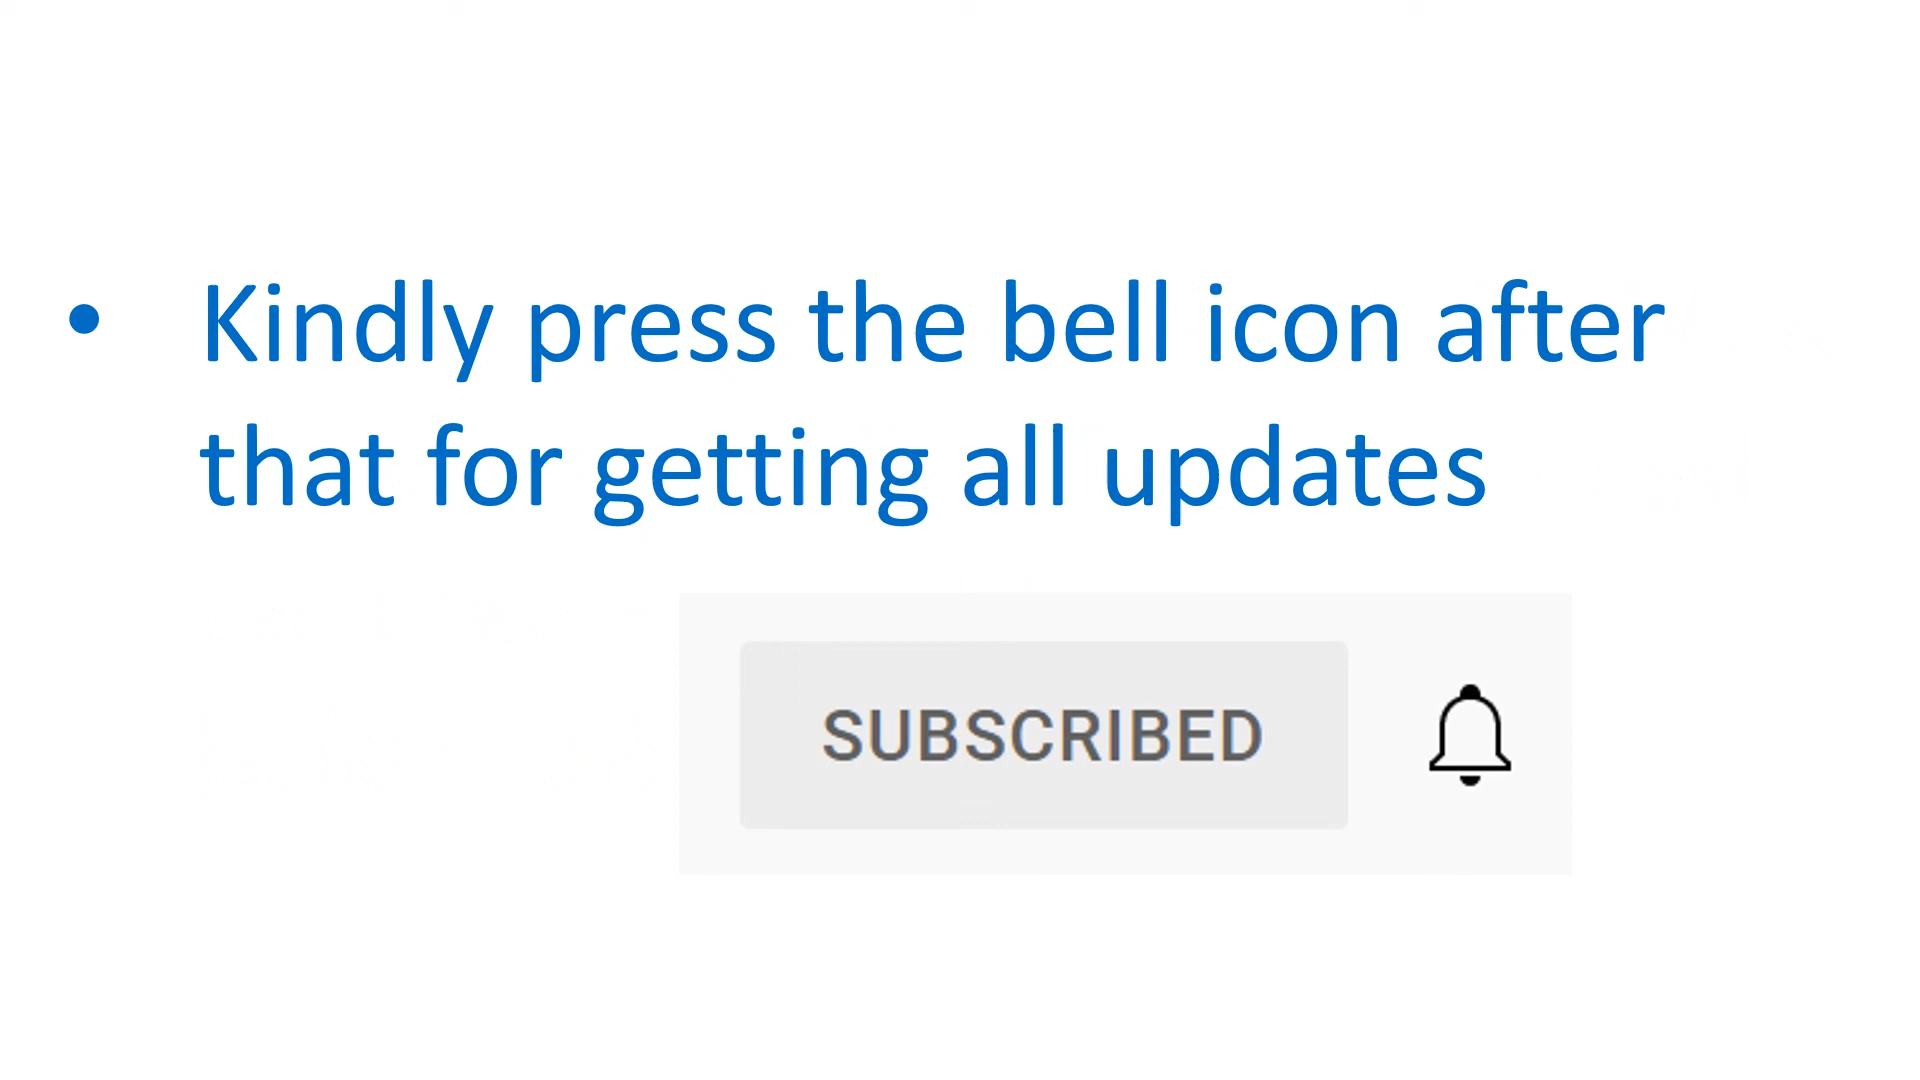 • Kindly press the bell icon after
that for getting all updates
SUBSCRIBED